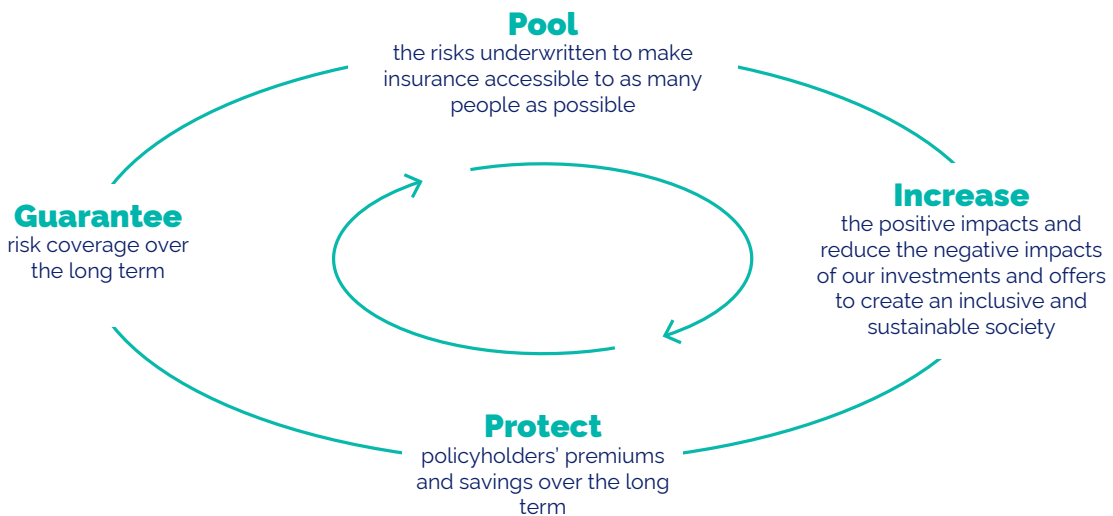 Pool
the risks underwritten to make
insurance accessible to as many
people as possible
Increase
the positive impacts and
reduce the negative impacts
of our investments and offers
to create an inclusive and
sustainable society
Protect
policyholders’ premiums
and savings over the long
term
Guarantee
risk coverage over
the long term